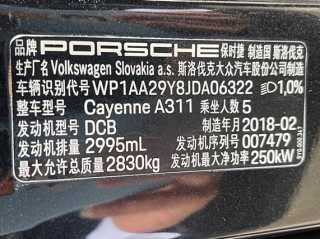 品牌 PORSCHE 保时捷 制造国 斯洛伐克
生产厂名 Volkswagen Slovakia a.s. 斯洛伐克大众汽车股份公司制造
车辆识别代号 WP1AA29Y8JDA06322 1,0%
整车型号 Cayenne A311 乘坐人数 5
发动机型号 DCB 制造年月 2018-02
发动机排量 2995mL 发动机序号 007479
最大允许总质量 2830kg 发动机最大净功率 250kW